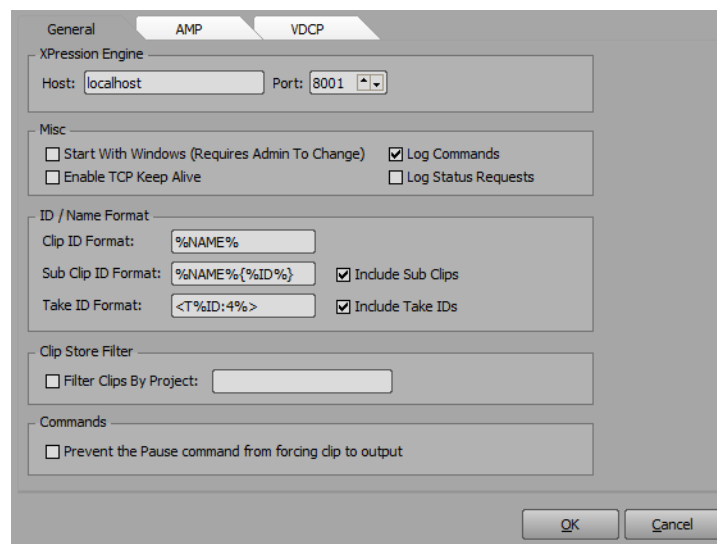 General AMP VDCP
XPression Engine
Host: localhost Port: 8001
Misc
Start With Windows (Requires Admin To Change) Log Commands
Enable TCP Keep Alive Log Status Requests
ID / Name Format
Clip ID Format: %NAME%
Sub Clip ID Format: %NAME%{%ID%} Include Sub Clips
Take ID Format: <T%ID:4%> Include Take IDs
Clip Store Filter
Filter Clips By Project:
Commands
Prevent the Pause command from forcing clip to output
OK Cancel